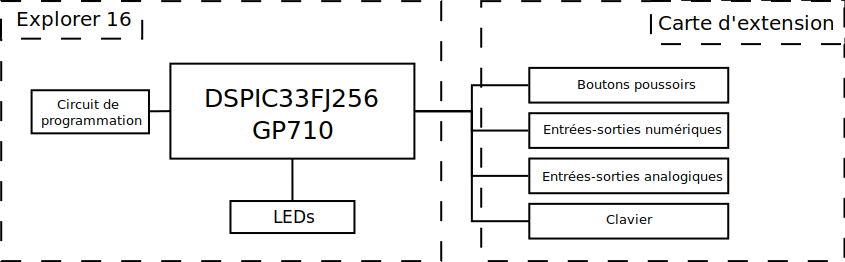 Explorer 16
Carte d'extension
Circuit de
programmation
DSPIC33FJ256
GP710
LEDs
Boutons poussoirs
Entrées-sorties numériques
Entrées-sorties analogiques
Clavier